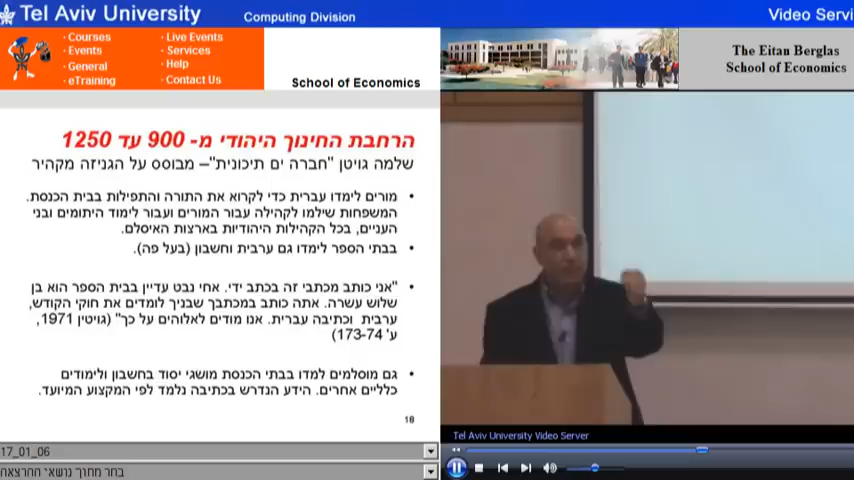 Tel Aviv University
Computing Division
Video Servi
· Courses
· Events
· General
· eTraining
· Live Events
· Services
· Help
· Contact Us
School of Economics
The Eitan Berglas
School of Economics
הרחבת החינוך היהודי מ- 900 עד 1250
שלמה גויטן "חברה ים תיכונית"– מבוסס על הגניזה מקהיר
• מורים לימדו עברית כדי לקרוא את התורה והתפילות בבית הכנסת.
המשפחות שילמו לקהילה עבור המורים ועבור לימוד היתומים ובני
העניים, בכל הקהילות היהודיות בארצות האיסלם.
• בבתי הספר לימדו גם ערבית וחשבון (בעל פה).
• "אני כותב מכתבי זה בכתב ידי. אחי נבט עדיין בבית הספר הוא בן
שלוש עשרה. אתה כותב במכתבך שבניך לומדים את חוקי הקודש,
ערבית וכתיבה עברית. אנו מודים לאלוהים על כך" (גויטין 1971,
ע' 173-74)
• גם מוסלמים למדו בבתי הכנסת מושגי יסוד בחשבון ולימודים
כלליים אחרים. הידע הנדרש בכתיבה נלמד לפי המקצוע המיועד.
18
Tel Aviv University Video Server
17_01_06
בחר מתוך נושאי ההרצאה